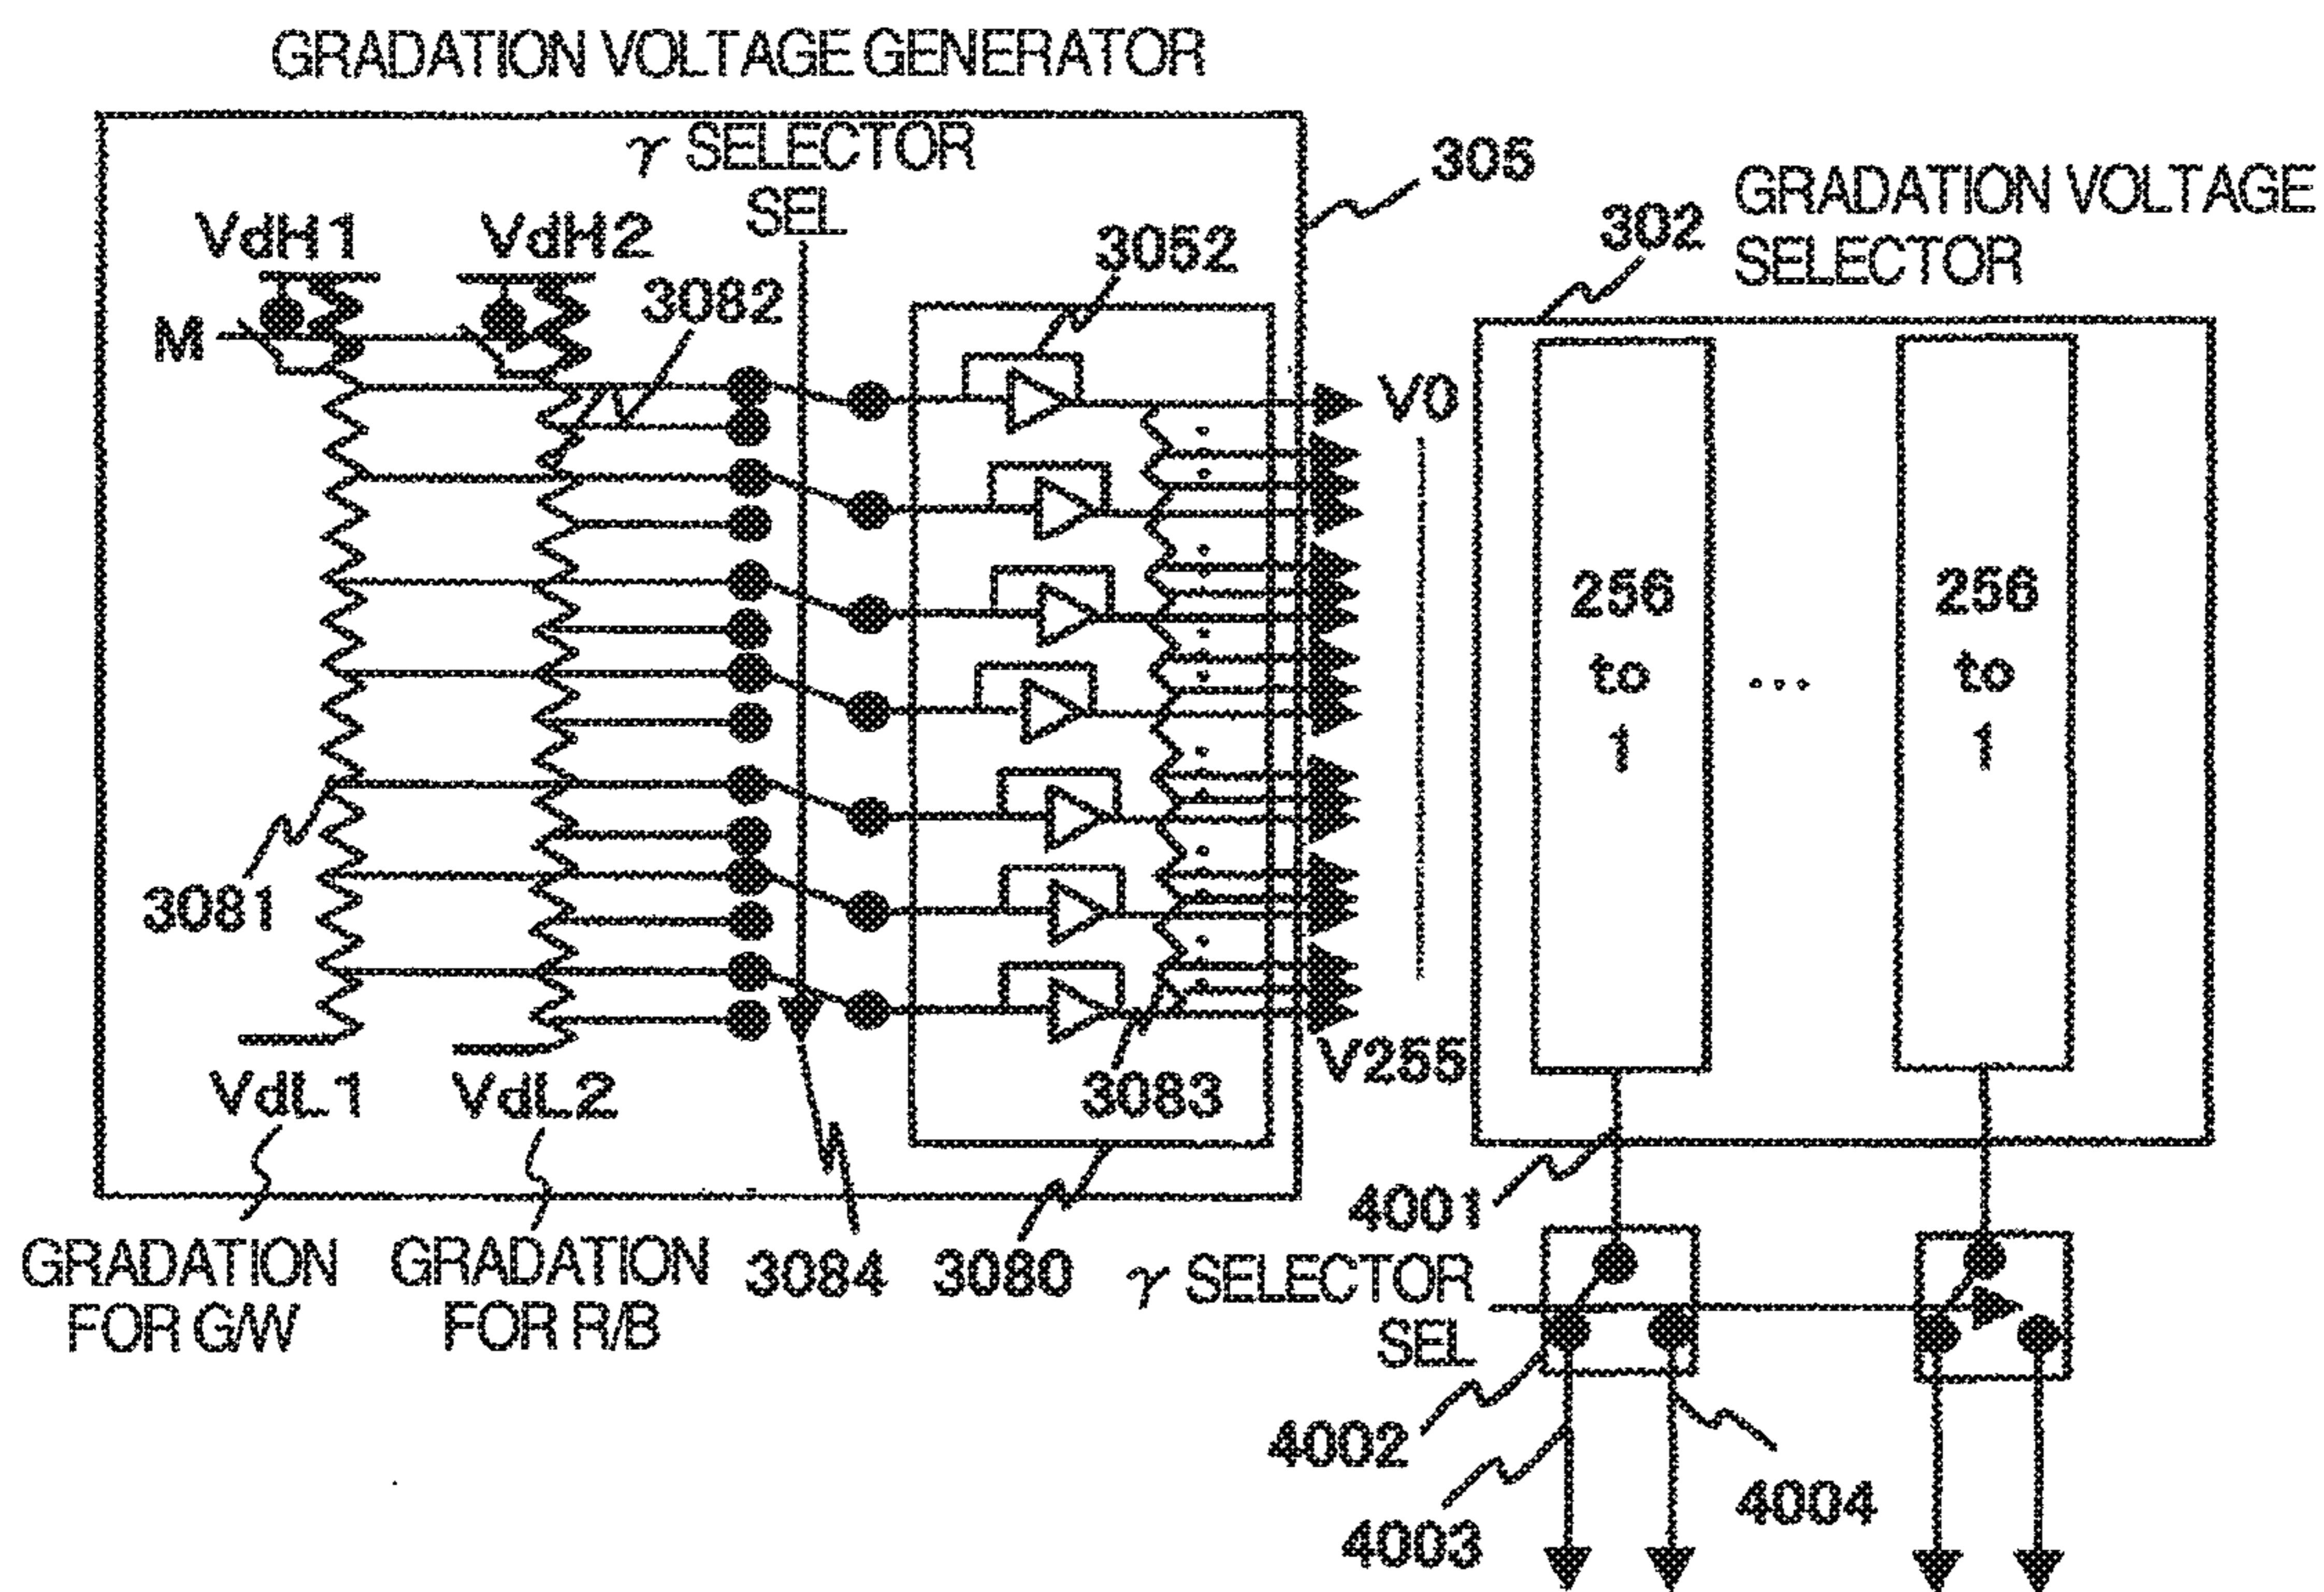 GRADATION VOLTAGE GENERATOR
γ SELECTOR
SEL
305
GRADATION VOLTAGE
SELECTOR
302
VdH1
VdH2
3052
3082
M
V0
256
to
1
...
256
to
1
3081
V255
VdL1
VdL2
3083
4001
GRADATION
FOR G/W
GRADATION
FOR R/B
3084
3080
γ SELECTOR
SEL
4002
4003
4004